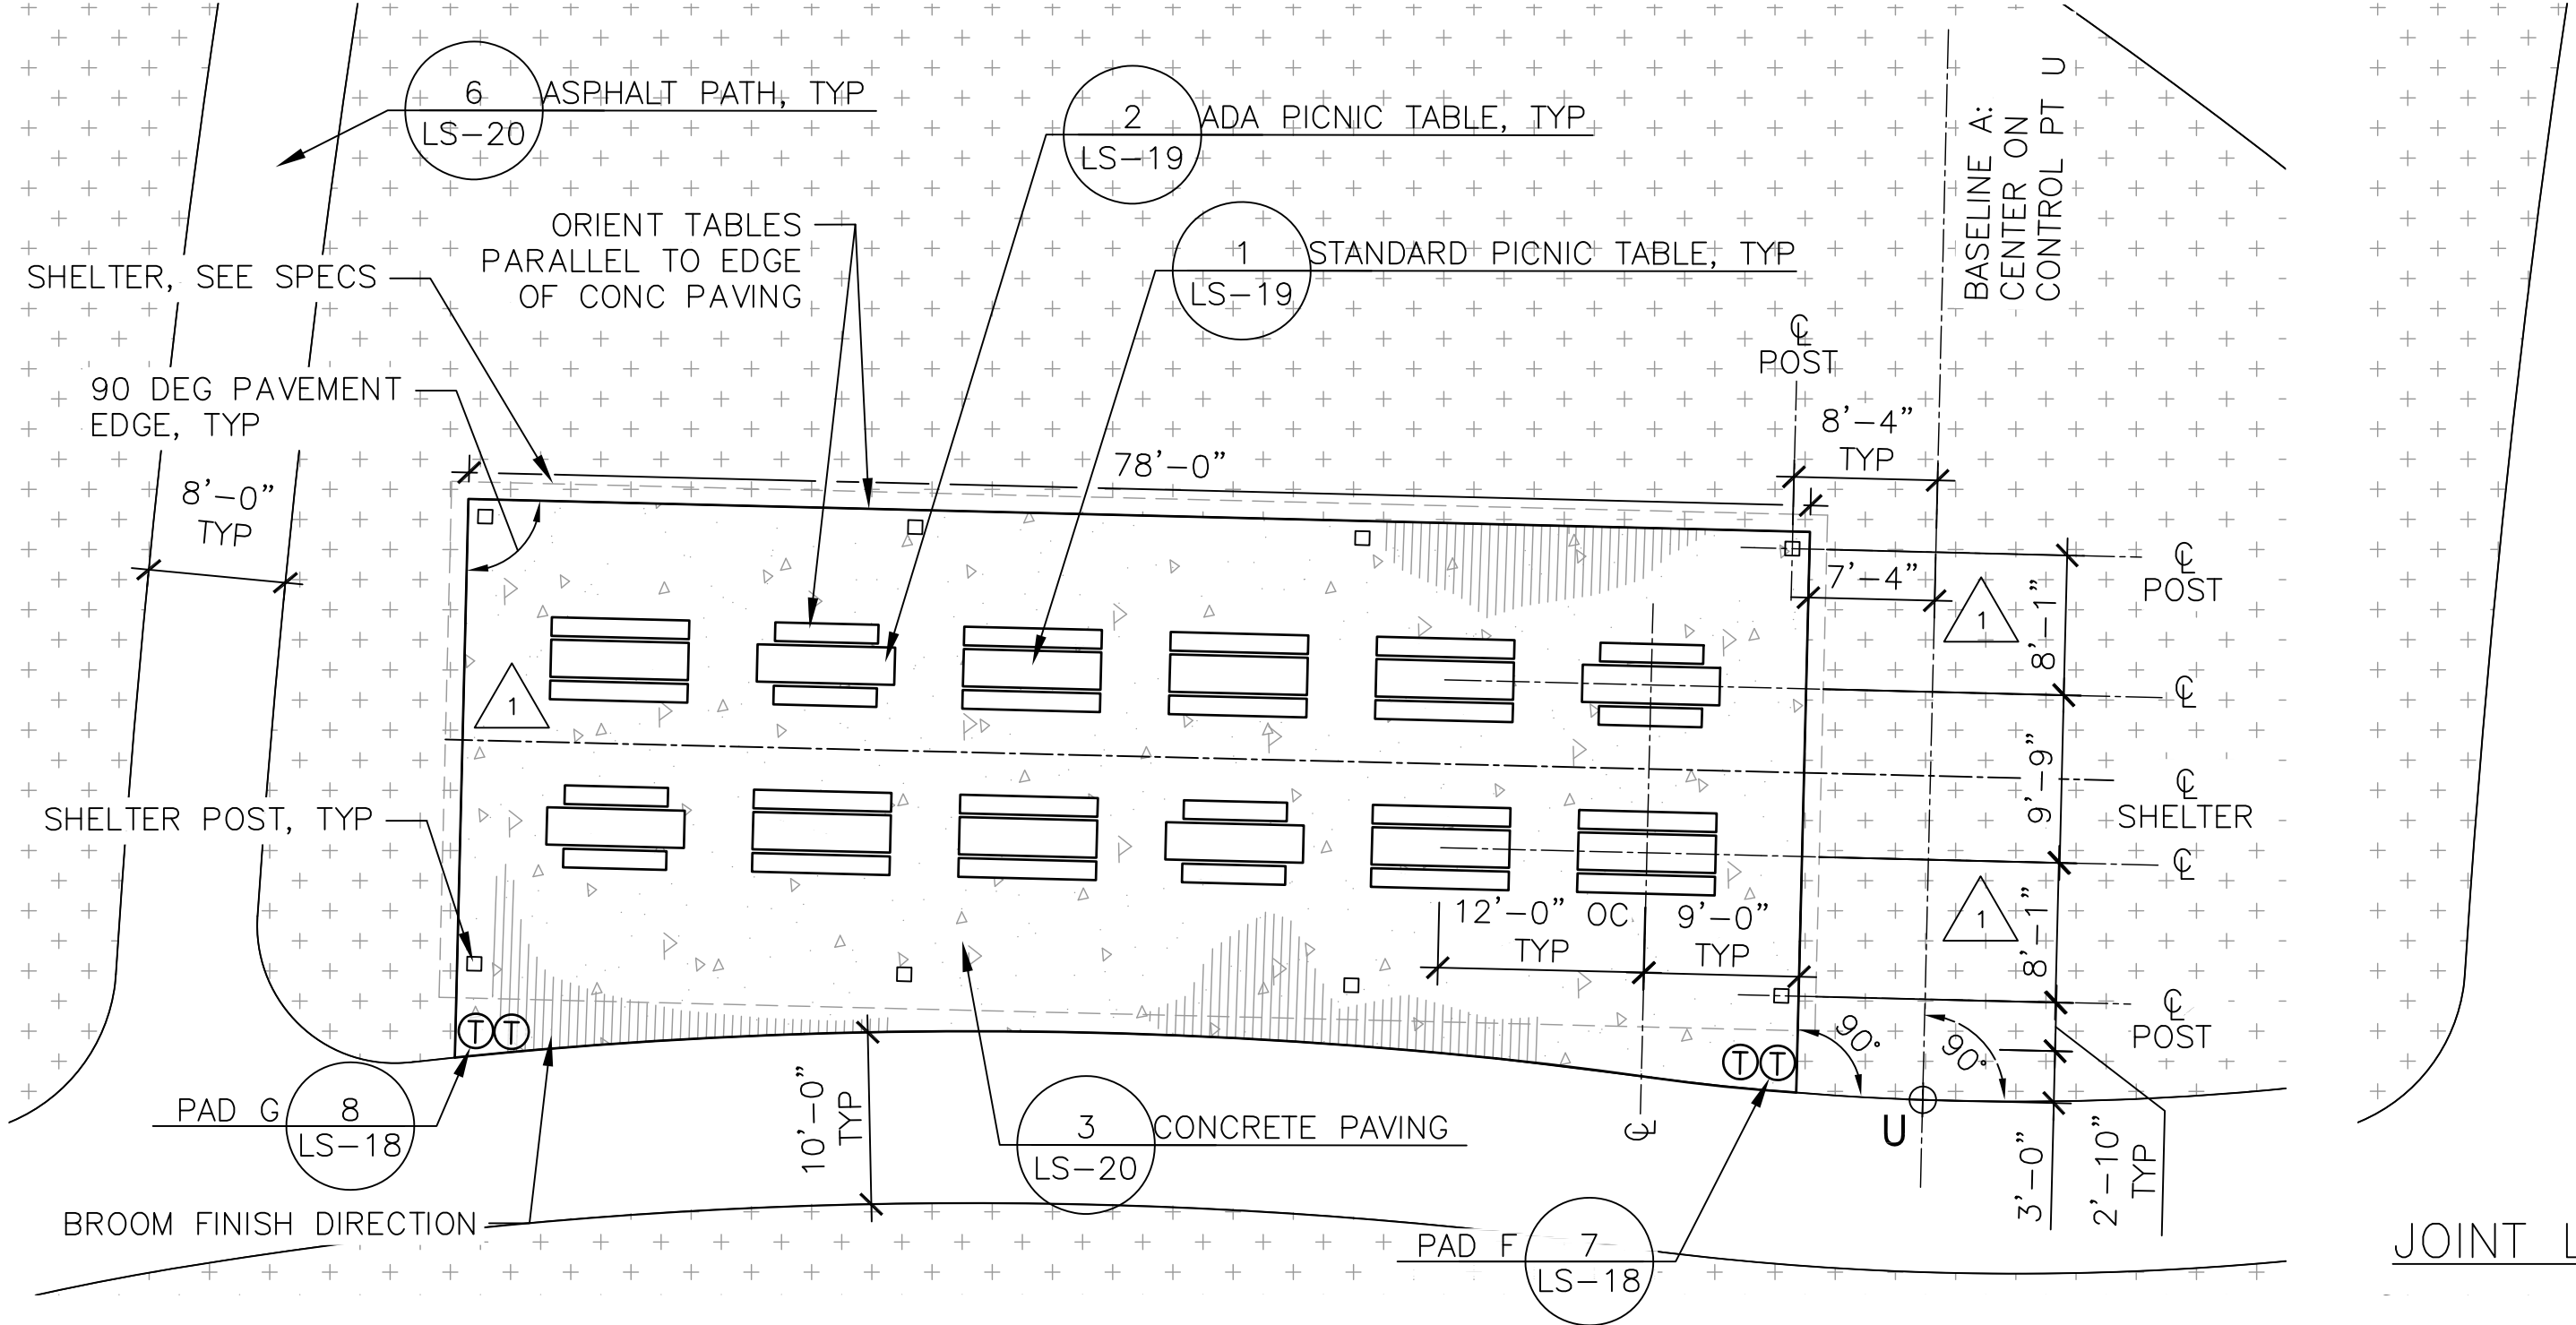 6
LS-20
ASPHALT PATH, TYP
2
LS-19
ADA PICNIC TABLE, TYP
1
LS-19
STANDARD PICNIC TABLE, TYP
ORIENT TABLES
PARALLEL TO EDGE
OF CONC PAVING
SHELTER, SEE SPECS
90 DEG PAVEMENT
EDGE, TYP
BASELINE A:
CENTER ON
CONTROL PT U
℄
POST
8'-4"
TYP
78'-0"
8'-0"
TYP
7'-4"
1
8'-1"
℄
POST
℄
1
9'-9"
℄
SHELTER
℄
SHELTER POST, TYP
12'-0" OC
TYP
9'-0"
TYP
1
8'-1"
℄
POST
90°
90°
T
T
T
T
PAD G
8
LS-18
10'-0"
TYP
3
LS-20
CONCRETE PAVING
℄
U
3'-0"
2'-10"
TYP
BROOM FINISH DIRECTION
PAD F
7
LS-18
JOINT L